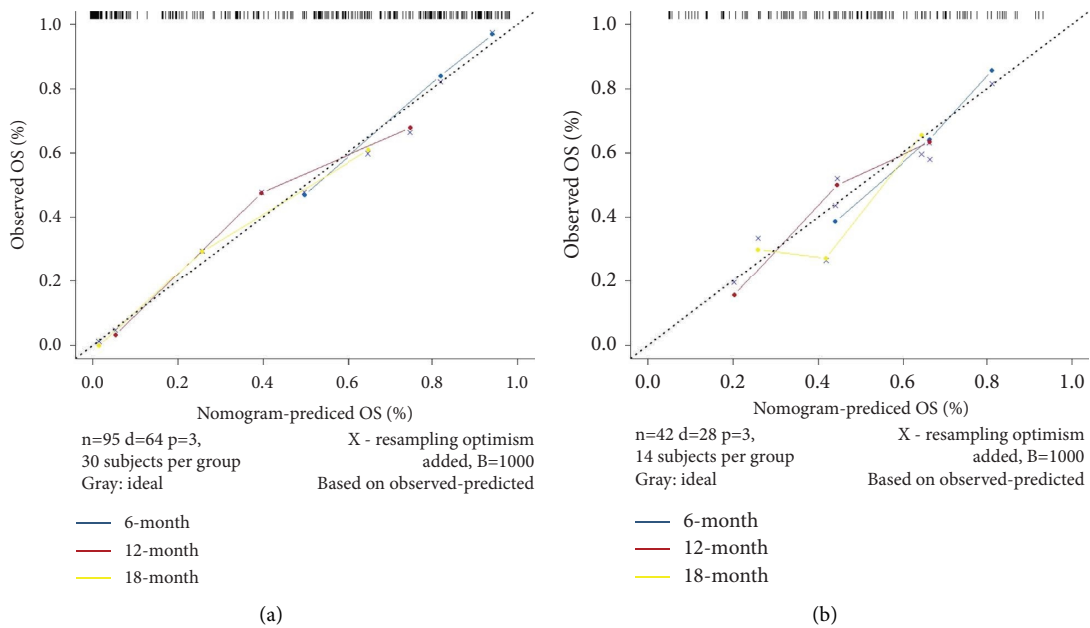 1.0
0.8
0.6
0.4
0.2
0.0
Observed OS (%)
0.0 0.2 0.4 0.6 0.8 1.0
Nomogram-prediced OS (%)
n=95 d=64 p=3,
30 subjects per group
Gray: ideal
X - resampling optimism
added, B=1000
Based on observed-predicted
6-month
12-month
18-month
(a)
1.0
0.8
0.6
0.4
0.2
0.0
Observed OS (%)
0.0 0.2 0.4 0.6 0.8 1.0
Nomogram-prediced OS (%)
n=42 d=28 p=3,
14 subjects per group
Gray: ideal
X - resampling optimism
added, B=1000
Based on observed-predicted
6-month
12-month
18-month
(b)